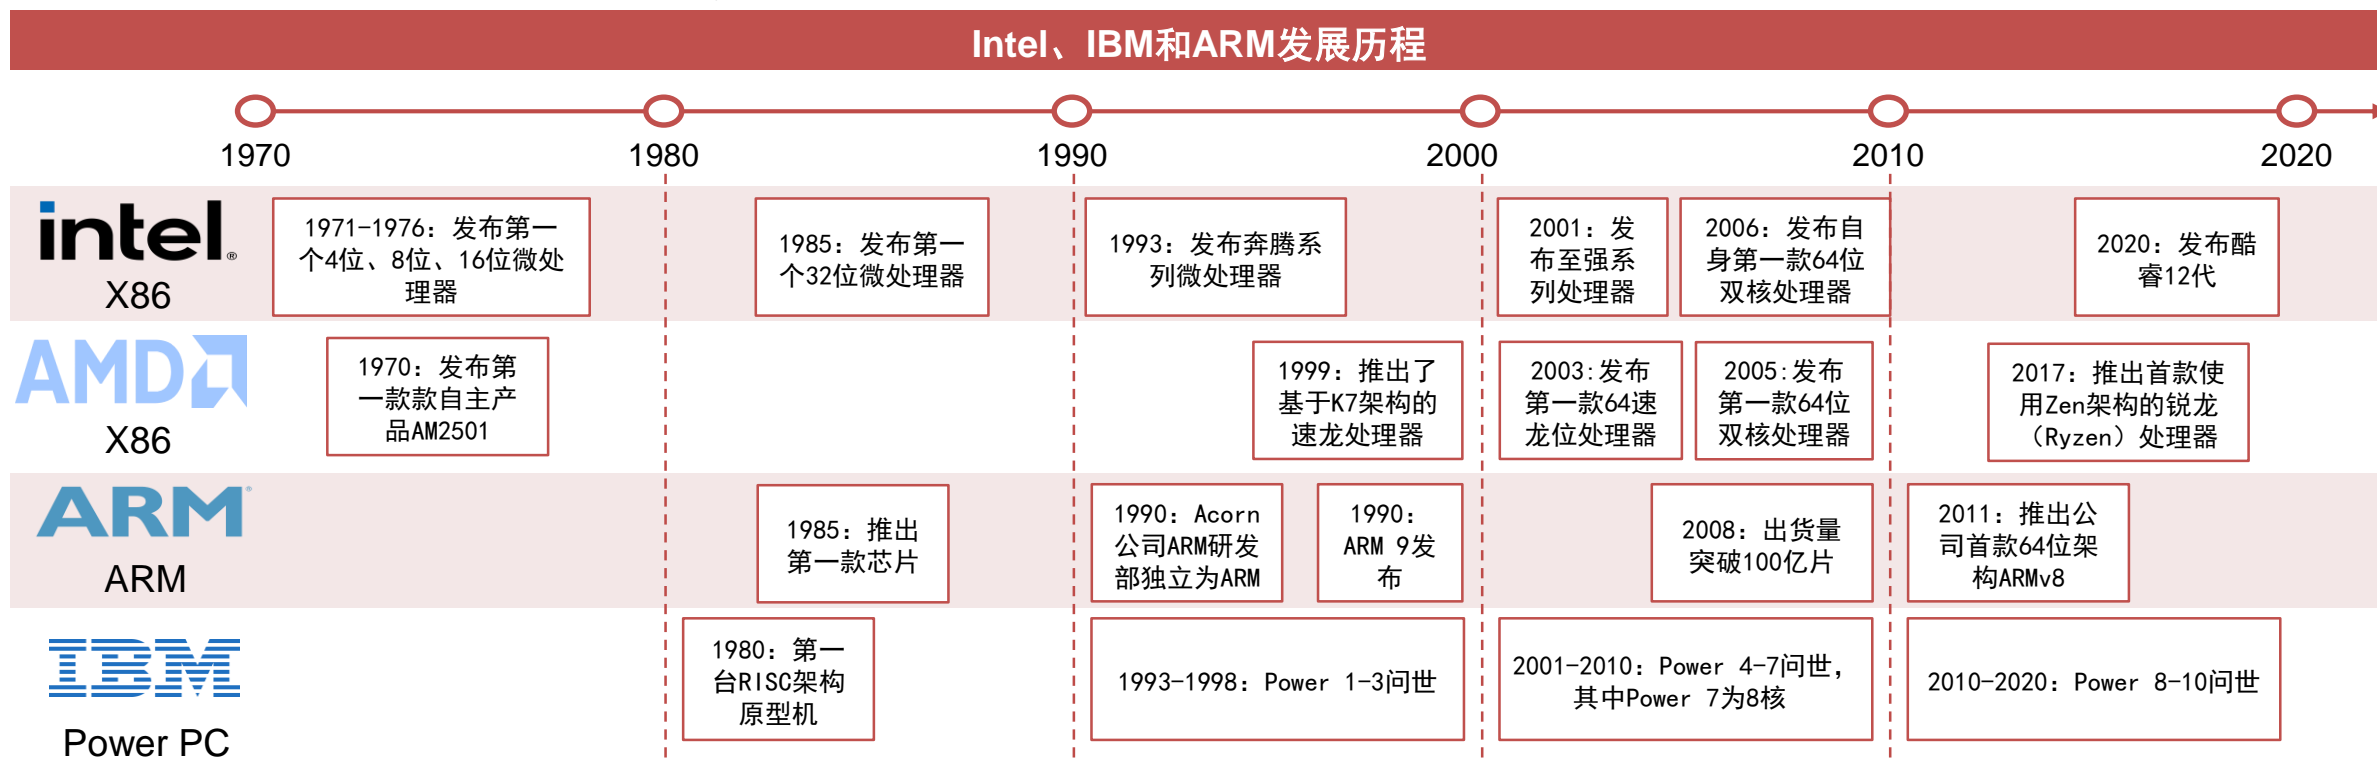 Intel、IBM和ARM发展历程
1970
1980
1990
2000
2010
2020
intel®
X86
1971-1976：发布第一
个4位、8位、16位微处
理器
1985：发布第一
个32位微处理器
1993：发布奔腾系
列微处理器
2001：发
布至强系
列处理器
2006：发布自
身第一款64位
双核处理器
2020：发布酷
睿12代
AMD
X86
1970：发布第
一款款自主产
品AM2501
1999：推出了
基于K7架构的
速龙处理器
2003:发布
第一款64速
龙位处理器
2005:发布
第一款64位
双核处理器
2017：推出首款使
用Zen架构的锐龙
（Ryzen）处理器
ARM®
ARM
1985：推出
第一款芯片
1990：Acorn
公司ARM研发
部独立为ARM
1990：
ARM 9发
布
2008：出货量
突破100亿片
2011：推出公
司首款64位架
构ARMv8
IBM
Power PC
1980：第一
台RISC架构
原型机
1993-1998：Power 1-3问世
2001-2010：Power 4-7问世，
其中Power 7为8核
2010-2020：Power 8-10问世